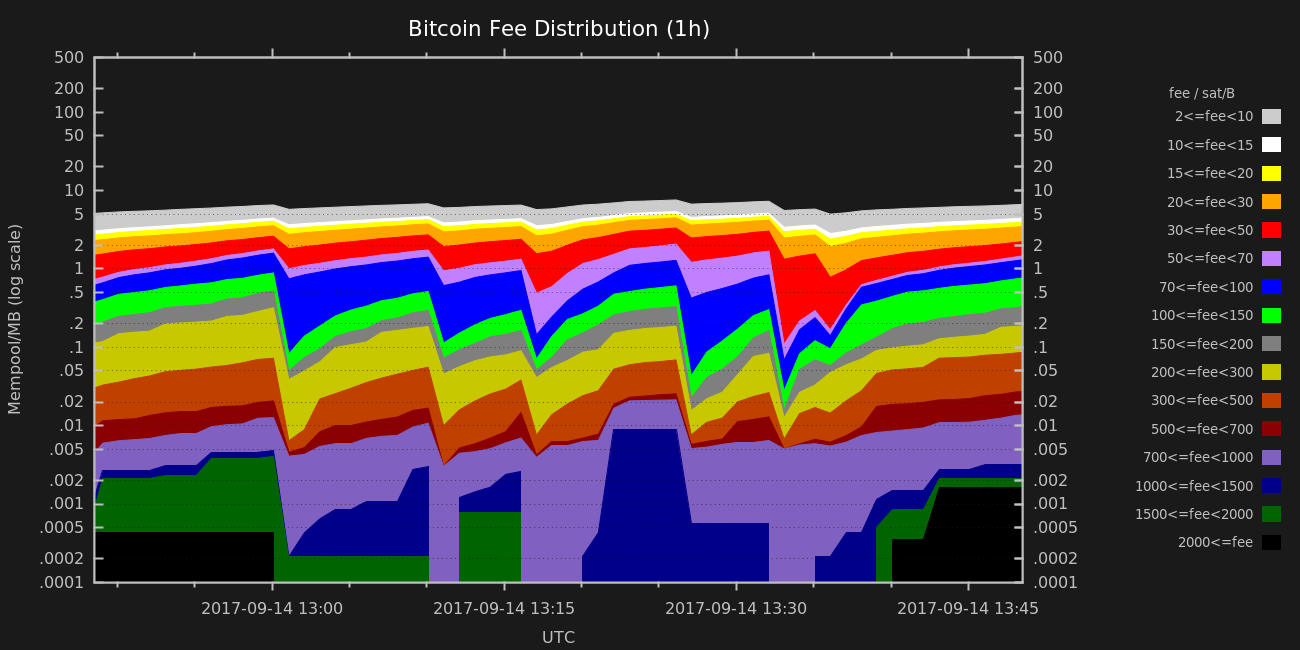 Bitcoin Fee Distribution (1h)
500
200
100
50
20
10
5
2
1
.5
.2
.1
.05
.02
.01
.005
.002
.001
.0005
.0002
.0001
Mempool/MB (log scale)
500
200
100
50
20
10
5
2
1
.5
.2
.1
.05
.02
.01
.005
.002
.001
.0005
.0002
.0001
2017-09-14 13:00 2017-09-14 13:15 2017-09-14 13:30 2017-09-14 13:45
UTC
fee / sat/B
2<=fee<10
10<=fee<15
15<=fee<20
20<=fee<30
30<=fee<50
50<=fee<70
70<=fee<100
100<=fee<150
150<=fee<200
200<=fee<300
300<=fee<500
500<=fee<700
700<=fee<1000
1000<=fee<1500
1500<=fee<2000
2000<=fee